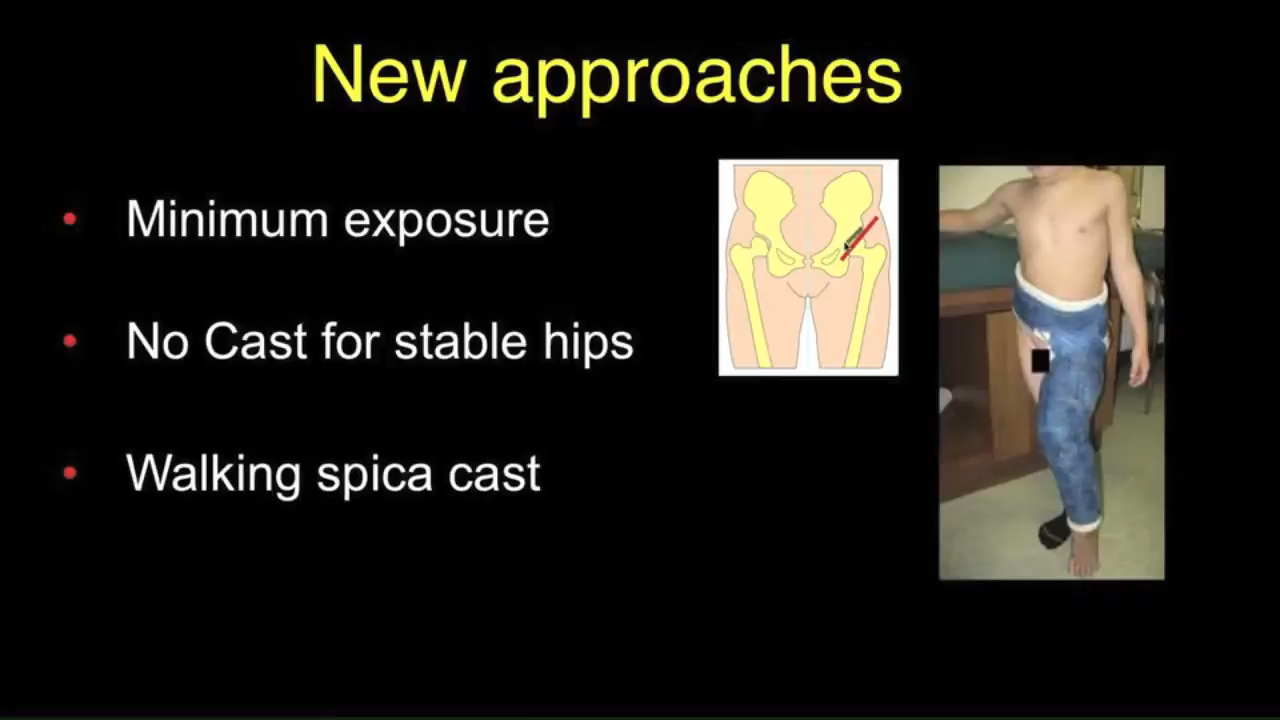 New approaches
• Minimum exposure
• No Cast for stable hips
• Walking spica cast